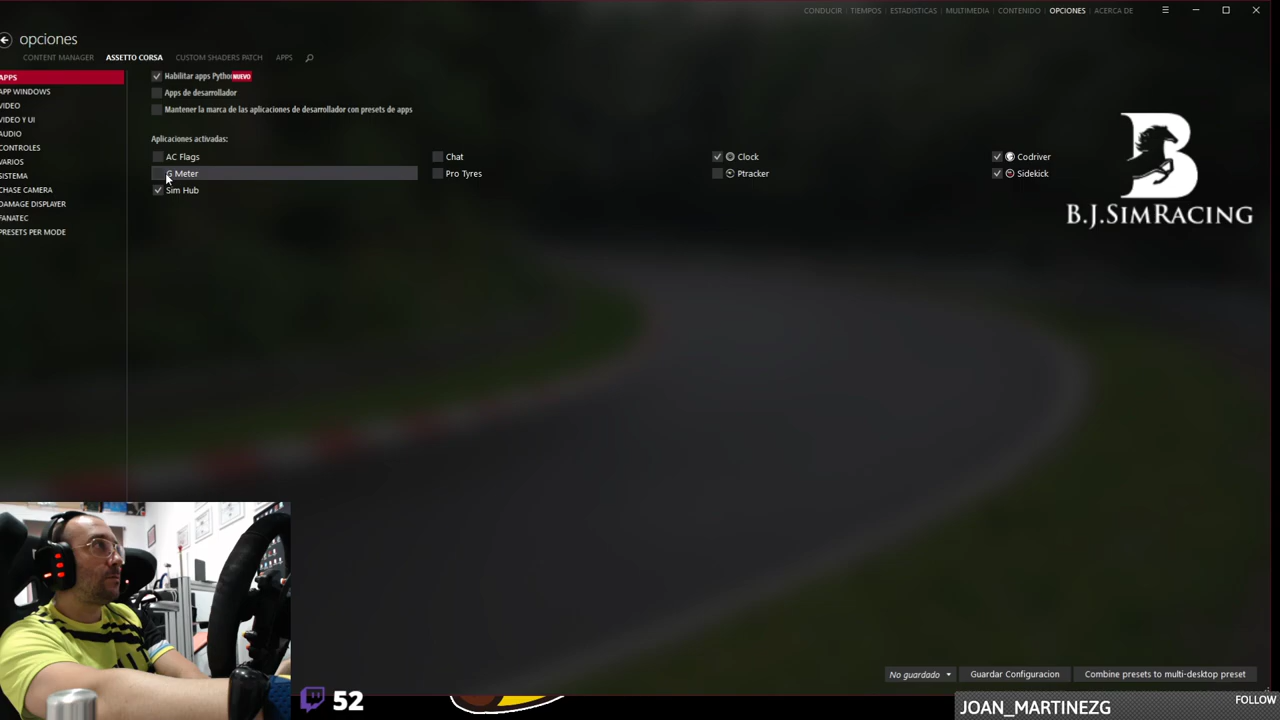 CONDUCIR | TIEMPOS | ESTADISTICAS | MULTIMEDIA | CONTENIDO | OPCIONES | ACERCA DE
opciones
CONTENT MANAGER ASSETTO CORSA CUSTOM SHADERS PATCH APPS
APPS
APP WINDOWS
VIDEO
VIDEO Y UI
AUDIO
CONTROLES
VARIOS
SISTEMA
CHASE CAMERA
DAMAGE DISPLAYER
FANATEC
PRESETS PER MODE
Habilitar apps Python NUEVO
Apps de desarrollador
Mantener la marca de las aplicaciones de desarrollador con presets de apps
Aplicaciones activadas:
AC Flags Chat Clock Codriver
G Meter Pro Tyres Ptracker Sidekick
Sim Hub
B.J.SimRacing
No guardado Guardar Configuracion Combine presets to multi-desktop preset
52
FOLLOW
JOAN_MARTINEZG